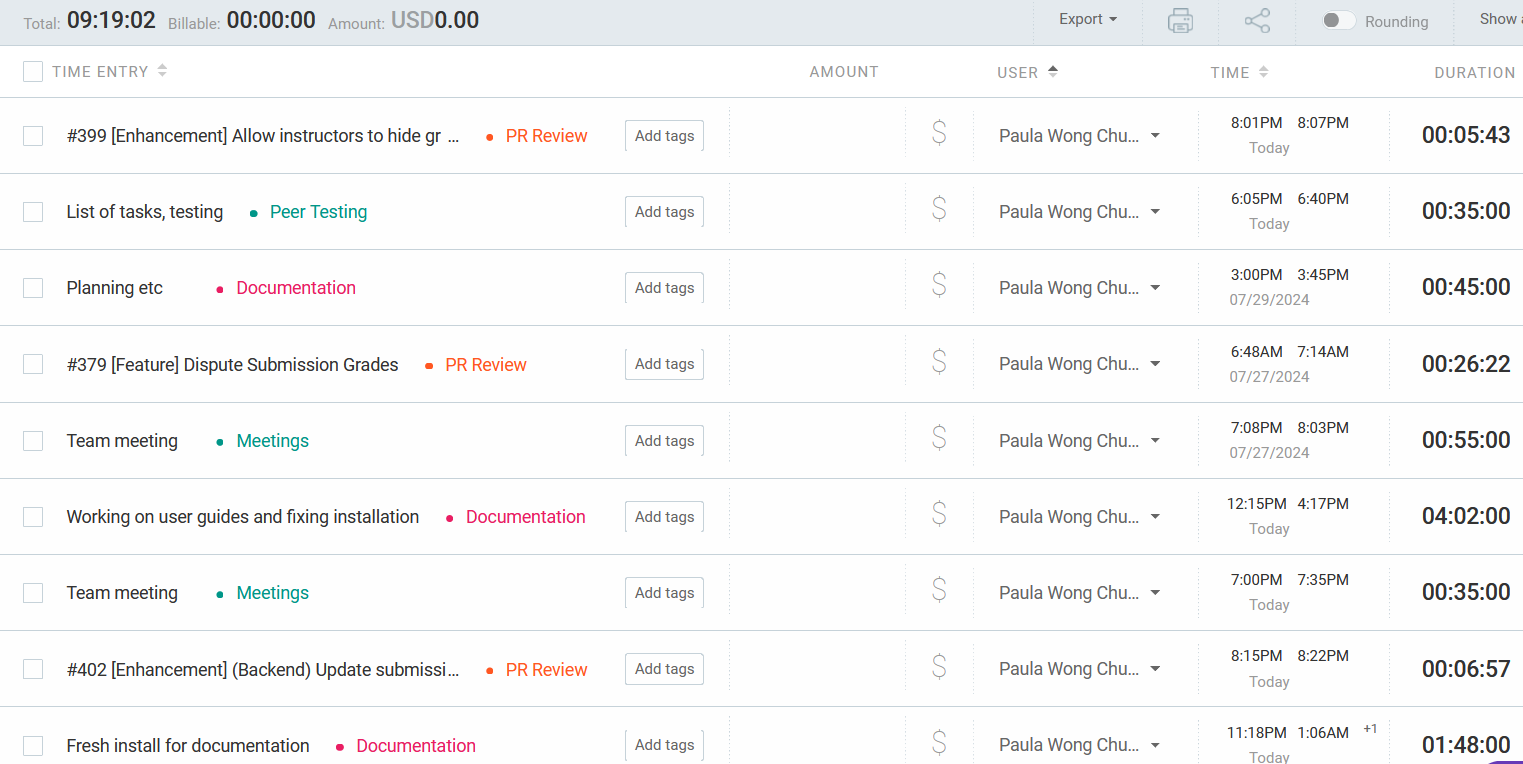 Total: 09:19:02 Billable: 00:00:00 Amount: USD0.00 Export Rounding Show
TIME ENTRY AMOUNT USER TIME DURATION
#399 [Enhancement] Allow instructors to hide gr ... PR Review Add tags $ Paula Wong Chu... 8:01PM 8:07PM 00:05:43
Today
List of tasks, testing Peer Testing Add tags $ Paula Wong Chu... 6:05PM 6:40PM 00:35:00
Today
Planning etc Documentation Add tags $ Paula Wong Chu... 3:00PM 3:45PM 00:45:00
07/29/2024
#379 [Feature] Dispute Submission Grades PR Review Add tags $ Paula Wong Chu... 6:48AM 7:14AM 00:26:22
07/27/2024
Team meeting Meetings Add tags $ Paula Wong Chu... 7:08PM 8:03PM 00:55:00
07/27/2024
Working on user guides and fixing installation Documentation Add tags $ Paula Wong Chu... 12:15PM 4:17PM 04:02:00
Today
Team meeting Meetings Add tags $ Paula Wong Chu... 7:00PM 7:35PM 00:35:00
Today
#402 [Enhancement] (Backend) Update submissi... PR Review Add tags $ Paula Wong Chu... 8:15PM 8:22PM 00:06:57
Today
Fresh install for documentation Documentation Add tags $ Paula Wong Chu... 11:18PM 1:06AM +1 01:48:00
Today